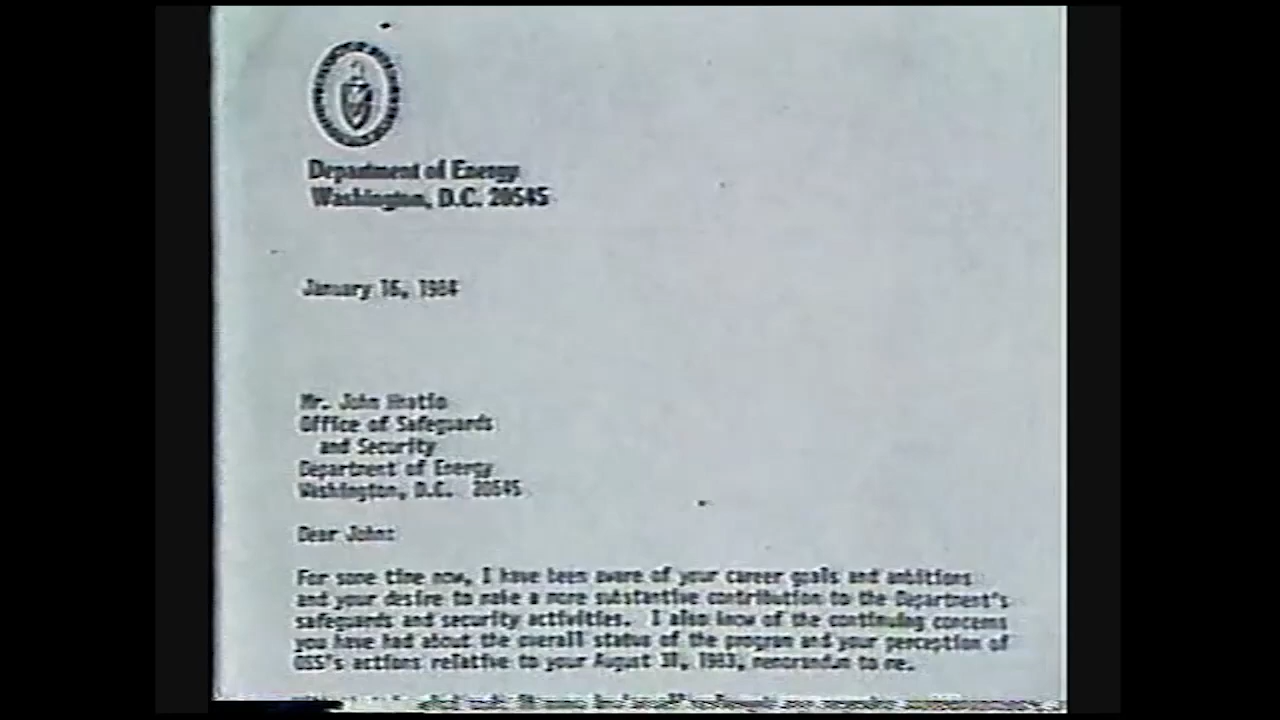 Department of Energy
Washington, D.C. 20545
January 16, 1984
Mr. John Hnatio
Office of Safeguards
and Security
Department of Energy
Washington, D.C. 20545
Dear John:
For some time now, I have been aware of your career goals and ambitions
and your desire to make a more substantive contribution to the Department's
safeguards and security activities. I also know of the continuing concerns
you have had about the overall status of the program and your perception of
OSS's actions relative to your August 31, 1983, memorandum to me.